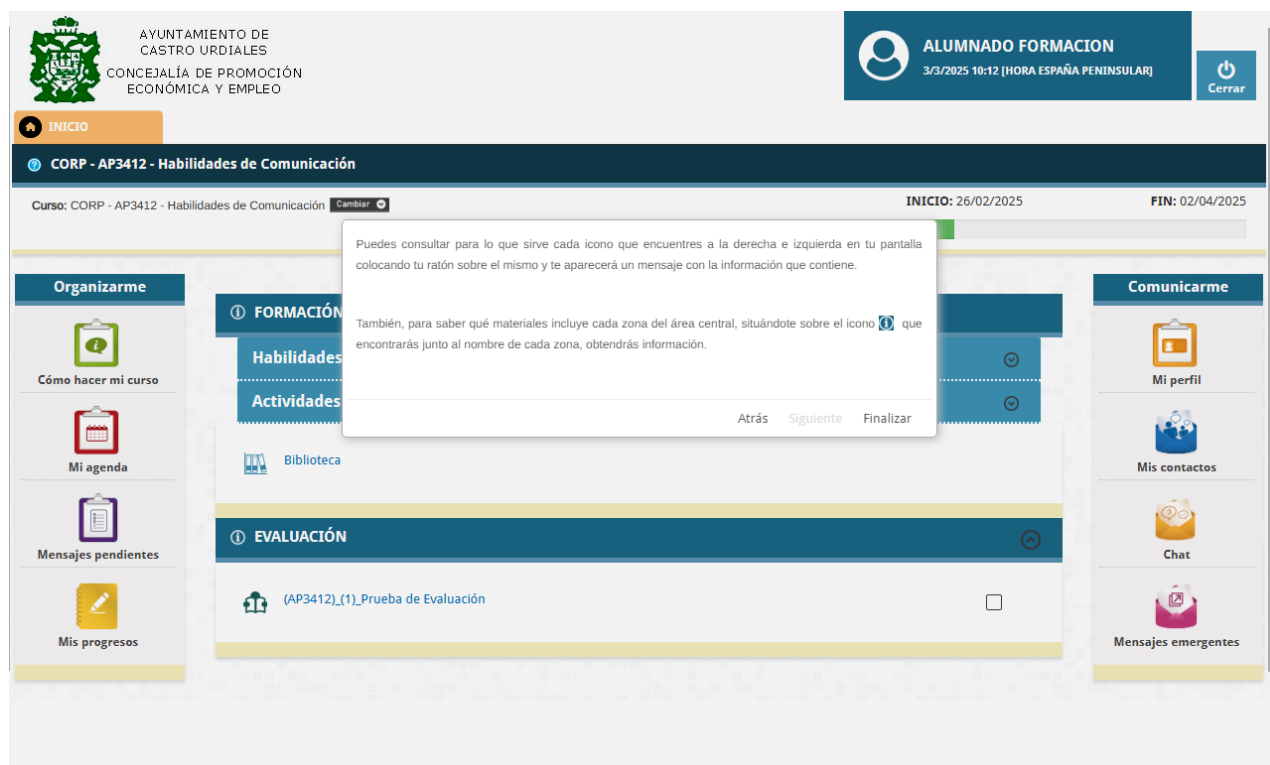 AYUNTAMIENTO DE
CASTRO URDIALES
CONCEJALÍA DE PROMOCIÓN
ECONÓMICA Y EMPLEO
ALUMNADO FORMACION
3/3/2025 10:12 [HORA ESPAÑA PENINSULAR]
Cerrar
INICIO
CORP - AP3412 - Habilidades de Comunicación
Curso: CORP - AP3412 - Habilidades de Comunicación Cambiar
INICIO: 26/02/2025
FIN: 02/04/2025
Puedes consultar para lo que sirve cada icono que encuentres a la derecha e izquierda en tu pantalla
colocando tu ratón sobre el mismo y te aparecerá un mensaje con la información que contiene.
También, para saber qué materiales incluye cada zona del área central, situándote sobre el icono que
encontrarás junto al nombre de cada zona, obtendrás información.
Atrás Siguiente Finalizar
Organizarme
Cómo hacer mi curso
Mi agenda
Mensajes pendientes
Mis progresos
FORMACIÓN
Habilidades
Actividades
Biblioteca
EVALUACIÓN
(AP3412)_(1)_Prueba de Evaluación
Comunicarme
Mi perfil
Mis contactos
Chat
Mensajes emergentes